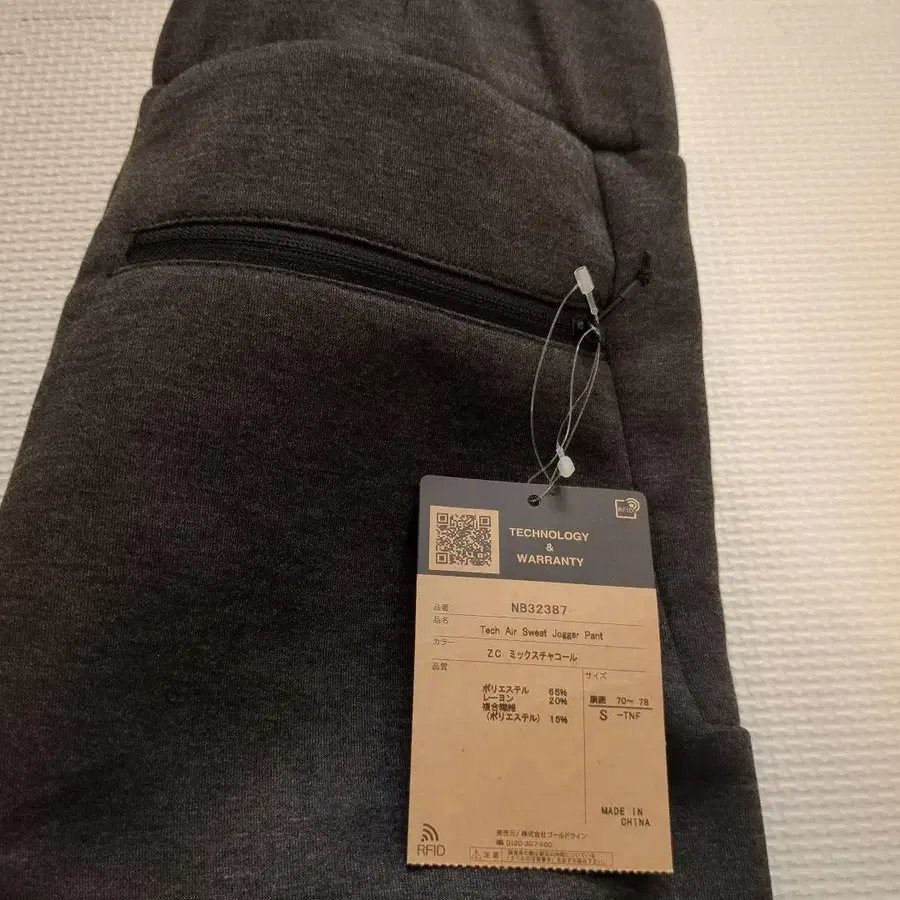 RFID
TECHNOLOGY
&
WARRANTY
品番 NB32387
品名
Tech Air Sweat Jogger Pant
カラー
ZC ミックスチャコール
品質
サイズ
ポリエステル 65%
レーヨン 20%
複合繊維
(ポリエステル) 15%
胴囲 70～ 78
S -TNF
MADE IN
CHINA
発売元/株式会社ゴールドウイン
RFID
注意